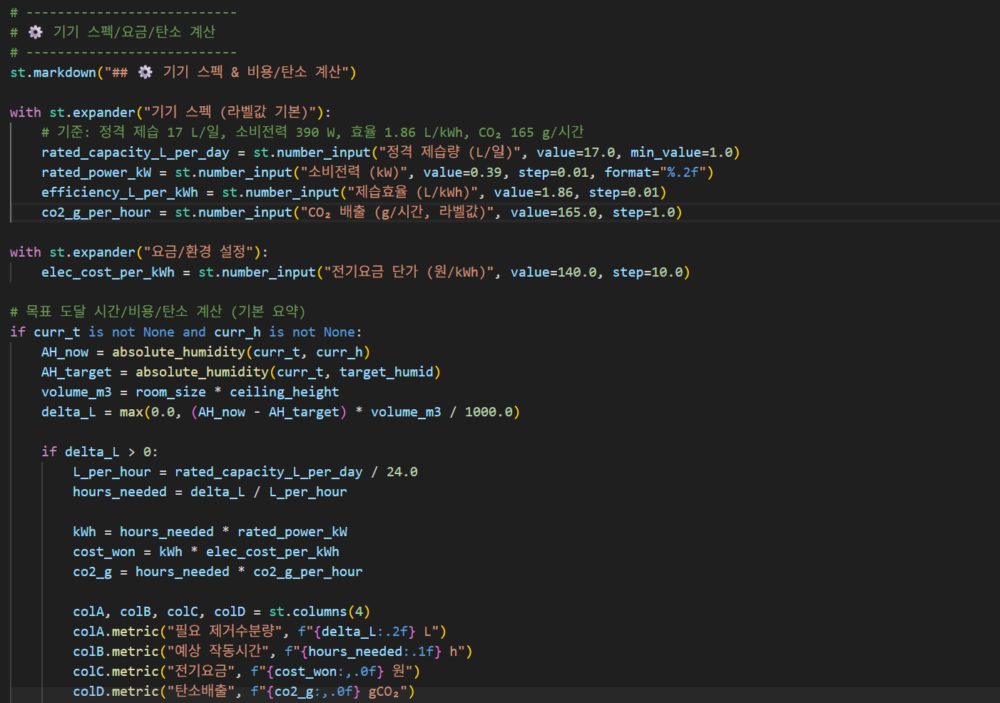 # ---------------------------
# ⚙️ 기기 스펙/요금/탄소 계산
# ---------------------------
st.markdown("## ⚙️ 기기 스펙 & 비용/탄소 계산")
with st.expander("기기 스펙 (라벨값 기본)"):
# 기준: 정격 제습 17 L/일, 소비전력 390 W, 효율 1.86 L/kWh, CO₂ 165 g/시간
rated_capacity_L_per_day = st.number_input("정격 제습량 (L/일)", value=17.0, min_value=1.0)
rated_power_kW = st.number_input("소비전력 (kW)", value=0.39, step=0.01, format="%.2f")
efficiency_L_per_kWh = st.number_input("제습효율 (L/kWh)", value=1.86, step=0.01)
co2_g_per_hour = st.number_input("CO₂ 배출 (g/시간, 라벨값)", value=165.0, step=1.0)
with st.expander("요금/환경 설정"):
elec_cost_per_kWh = st.number_input("전기요금 단가 (원/kWh)", value=140.0, step=10.0)
# 목표 도달 시간/비용/탄소 계산 (기본 요약)
if curr_t is not None and curr_h is not None:
AH_now = absolute_humidity(curr_t, curr_h)
AH_target = absolute_humidity(curr_t, target_humid)
volume_m3 = room_size * ceiling_height
delta_L = max(0.0, (AH_now - AH_target) * volume_m3 / 1000.0)
if delta_L > 0:
L_per_hour = rated_capacity_L_per_day / 24.0
hours_needed = delta_L / L_per_hour
kWh = hours_needed * rated_power_kW
cost_won = kWh * elec_cost_per_kWh
co2_g = hours_needed * co2_g_per_hour
colA, colB, colC, colD = st.columns(4)
colA.metric("필요 제거수분량", f"{delta_L:.2f} L")
colB.metric("예상 작동시간", f"{hours_needed:.1f} h")
colC.metric("전기요금", f"{cost_won:,.0f} 원")
colD.metric("탄소배출", f"{co2_g:,.0f} gCO₂")